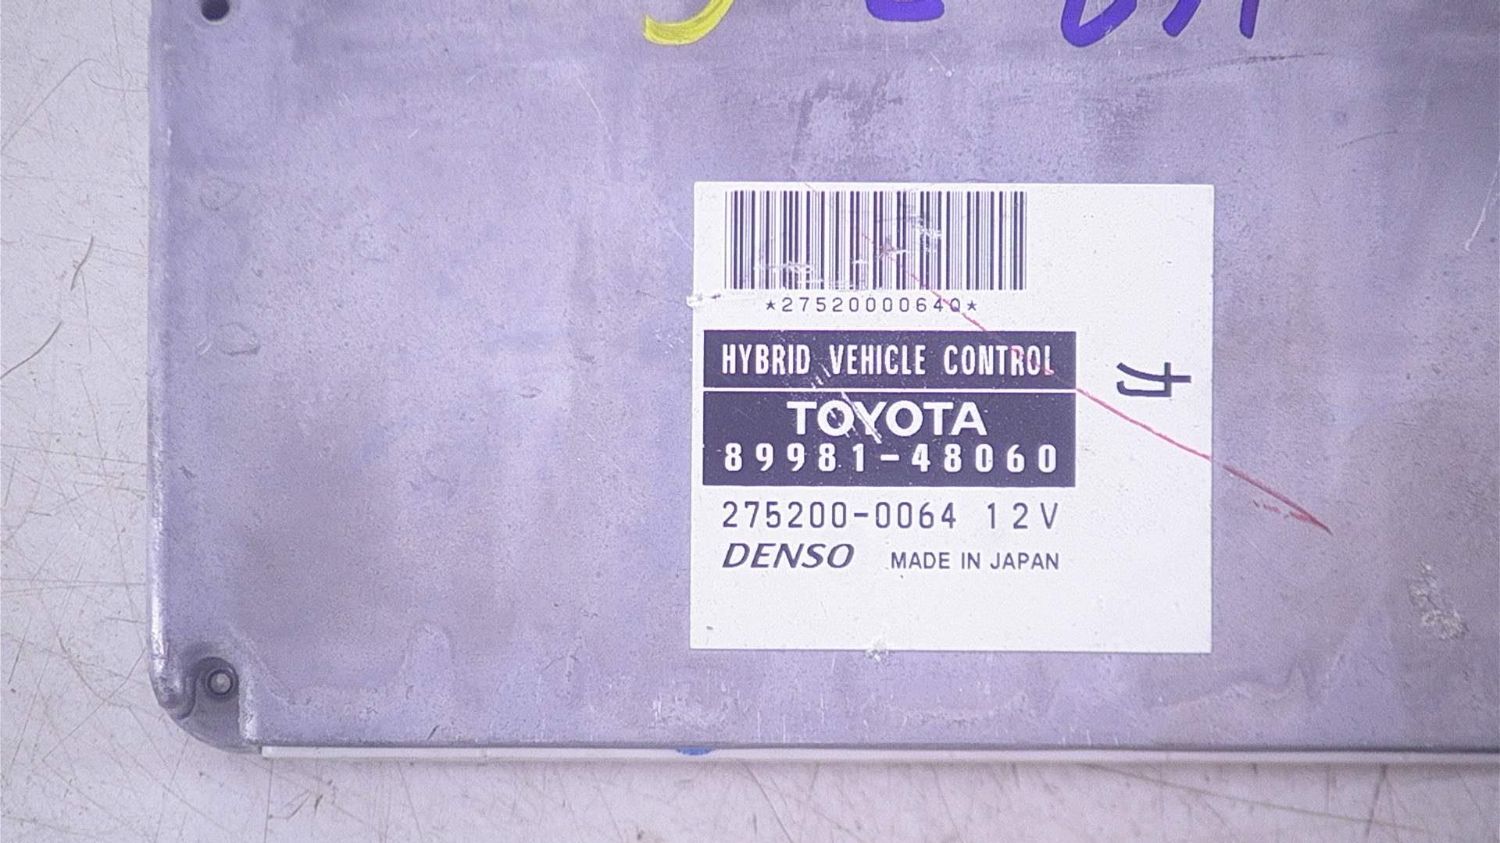 *27520000640*
HYBRID VEHICLE CONTROL
TOYOTA
89981-48060
275200-0064 12V
DENSO MADE IN JAPAN
カ